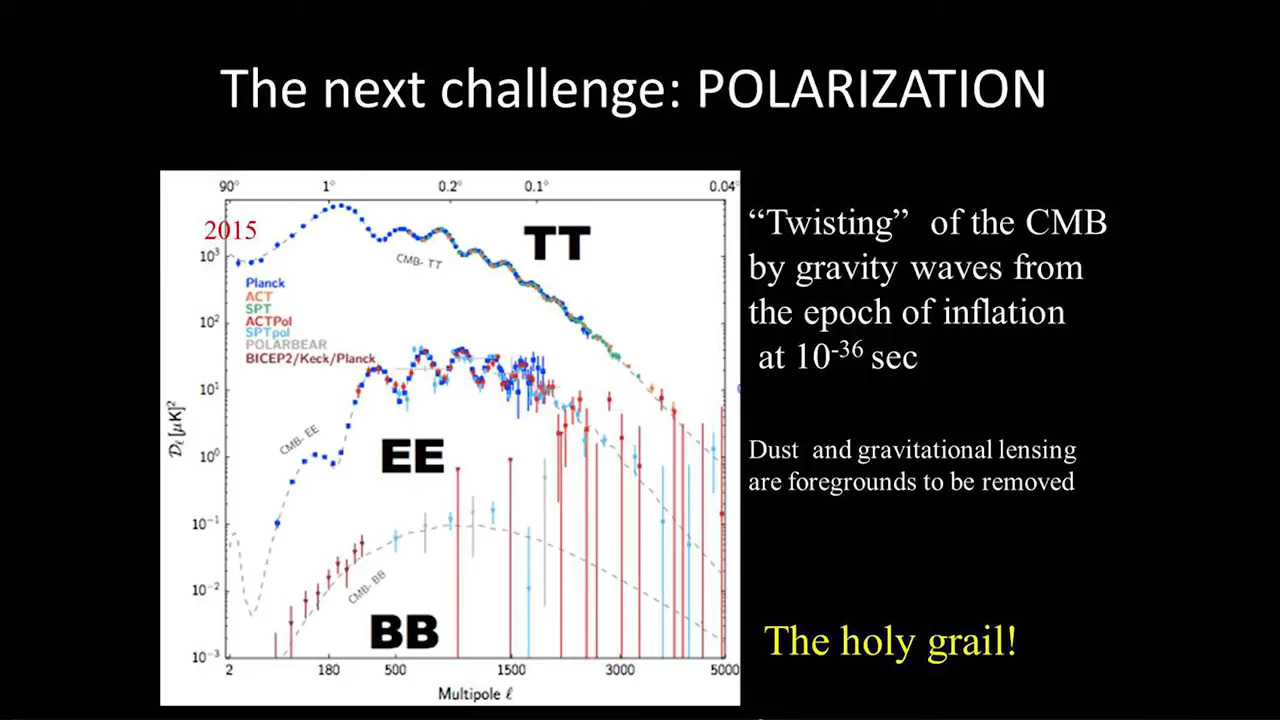 The next challenge: POLARIZATION
90° 1° 0.2° 0.1° 0.04°
2015
TT
CMB- TT
10³
Planck
ACT
SPT
ACTPol
SPTpol
POLARBEAR
BICEP2/Keck/Planck
10²
10¹
CMB- EE
EE
10⁰
10⁻¹
10⁻²
CMB- BB
BB
10⁻³
𝒟ℓ [μK]²
2 180 500 1500 3000 5000
Multipole ℓ
“Twisting” of the CMB
by gravity waves from
the epoch of inflation
at 10⁻³⁶ sec
Dust and gravitational lensing
are foregrounds to be removed
The holy grail!